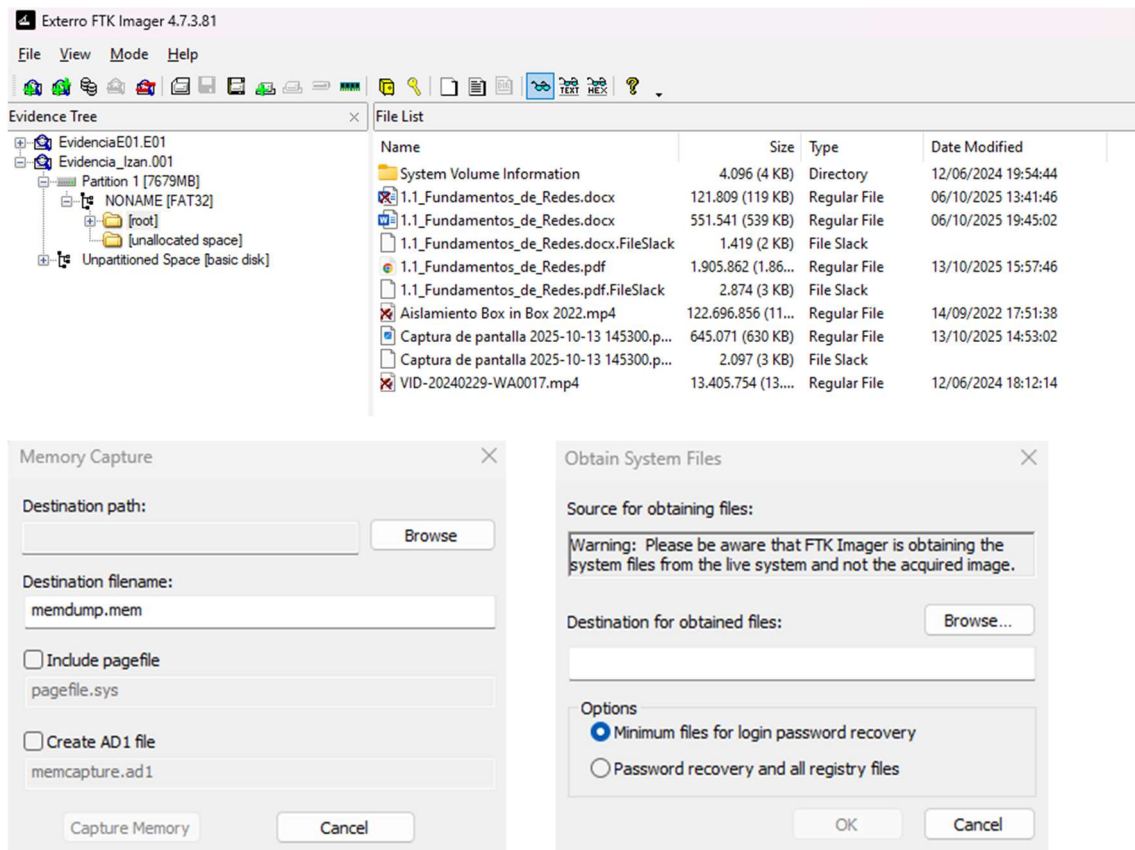 Exterro FTK Imager 4.7.3.81
File View Mode Help
TEXT HEX
Evidence Tree
EvidenciaE01.E01
Evidencia_Izan.001
Partition 1 [7679MB]
NONAME [FAT32]
[root]
[unallocated space]
Unpartitioned Space [basic disk]
File List
Name Size Type Date Modified
System Volume Information 4.096 (4 KB) Directory 12/06/2024 19:54:44
1.1_Fundamentos_de_Redes.docx 121.809 (119 KB) Regular File 06/10/2025 13:41:46
1.1_Fundamentos_de_Redes.docx 551.541 (539 KB) Regular File 06/10/2025 19:45:02
1.1_Fundamentos_de_Redes.docx.FileSlack 1.419 (2 KB) File Slack
1.1_Fundamentos_de_Redes.pdf 1.905.862 (1.86... Regular File 13/10/2025 15:57:46
1.1_Fundamentos_de_Redes.pdf.FileSlack 2.874 (3 KB) File Slack
Aislamiento Box in Box 2022.mp4 122.696.856 (11... Regular File 14/09/2022 17:51:38
Captura de pantalla 2025-10-13 145300.p... 645.071 (630 KB) Regular File 13/10/2025 14:53:02
Captura de pantalla 2025-10-13 145300.p... 2.097 (3 KB) File Slack
VID-20240229-WA0017.mp4 13.405.754 (13.... Regular File 12/06/2024 18:12:14
Memory Capture
Destination path:
Browse
Destination filename:
memdump.mem
Include pagefile
pagefile.sys
Create AD1 file
memcapture.ad1
Capture Memory Cancel
Obtain System Files
Source for obtaining files:
Warning: Please be aware that FTK Imager is obtaining the
system files from the live system and not the acquired image.
Destination for obtained files:
Browse...
Options
Minimum files for login password recovery
Password recovery and all registry files
OK Cancel